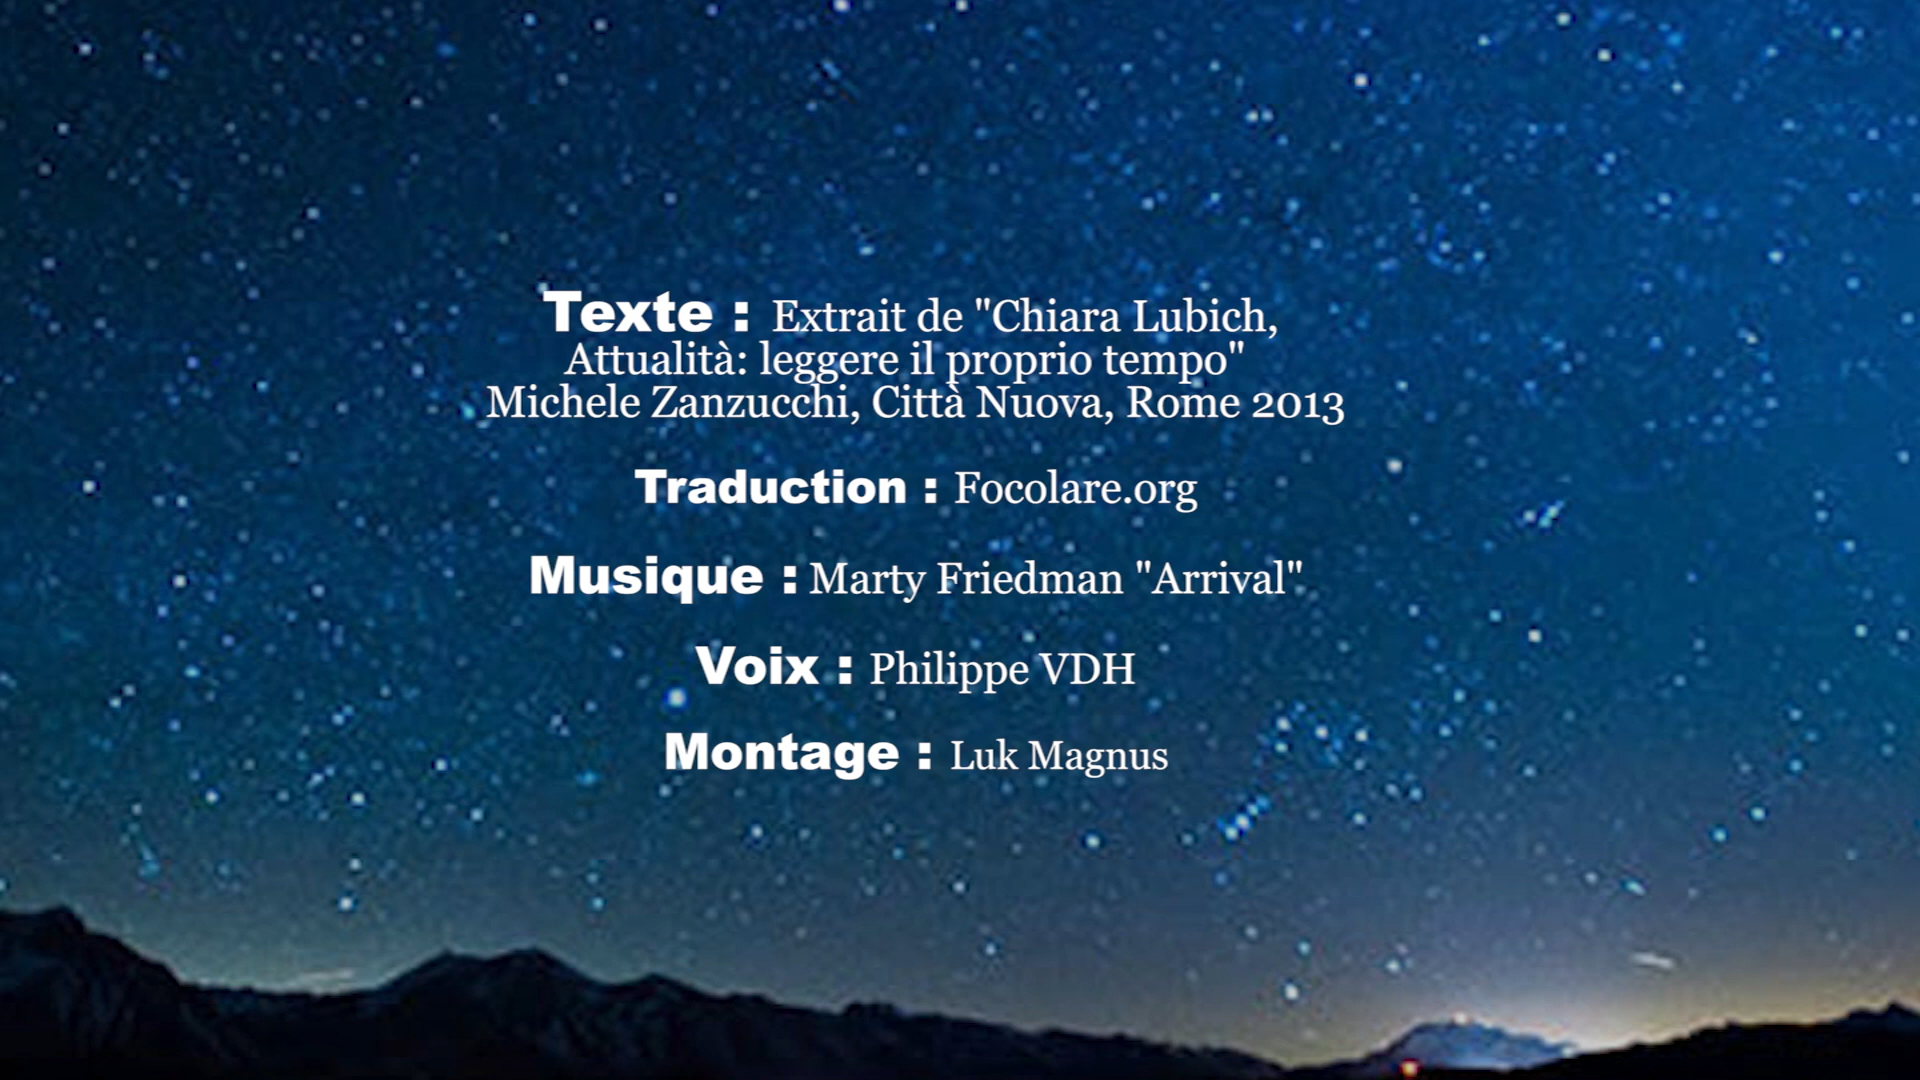 Texte : Extrait de "Chiara Lubich,
Attualità: leggere il proprio tempo"
Michele Zanzucchi, Città Nuova, Rome 2013
Traduction : Focolare.org
Musique : Marty Friedman "Arrival"
Voix : Philippe VDH
Montage : Luk Magnus